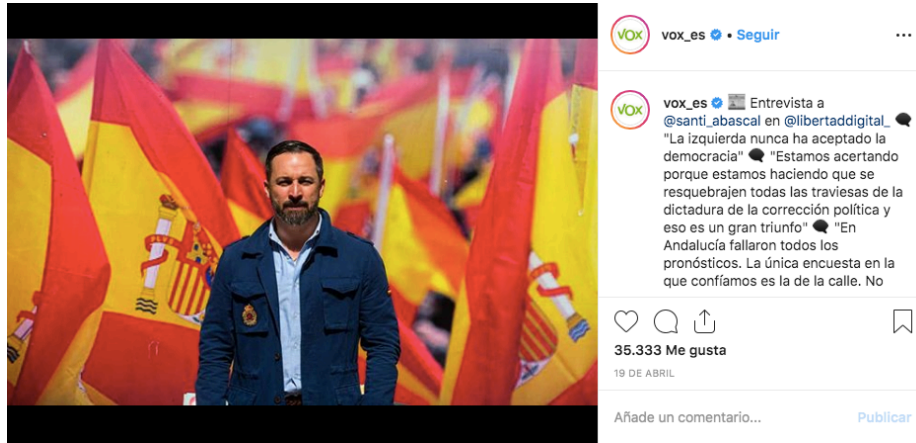 VOX
vox_es • Seguir
VOX
vox_es Entrevista a
@santi_abascal en @libertaddigital_
"La izquierda nunca ha aceptado la
democracia" "Estamos acertando
porque estamos haciendo que se
resquebrajen todas las traviesas de la
dictadura de la corrección política y
eso es un gran triunfo" "En
Andalucía fallaron todos los
pronósticos. La única encuesta en la
que confiamos es la de la calle. No
35.333 Me gusta
19 DE ABRIL
Añade un comentario... Publicar